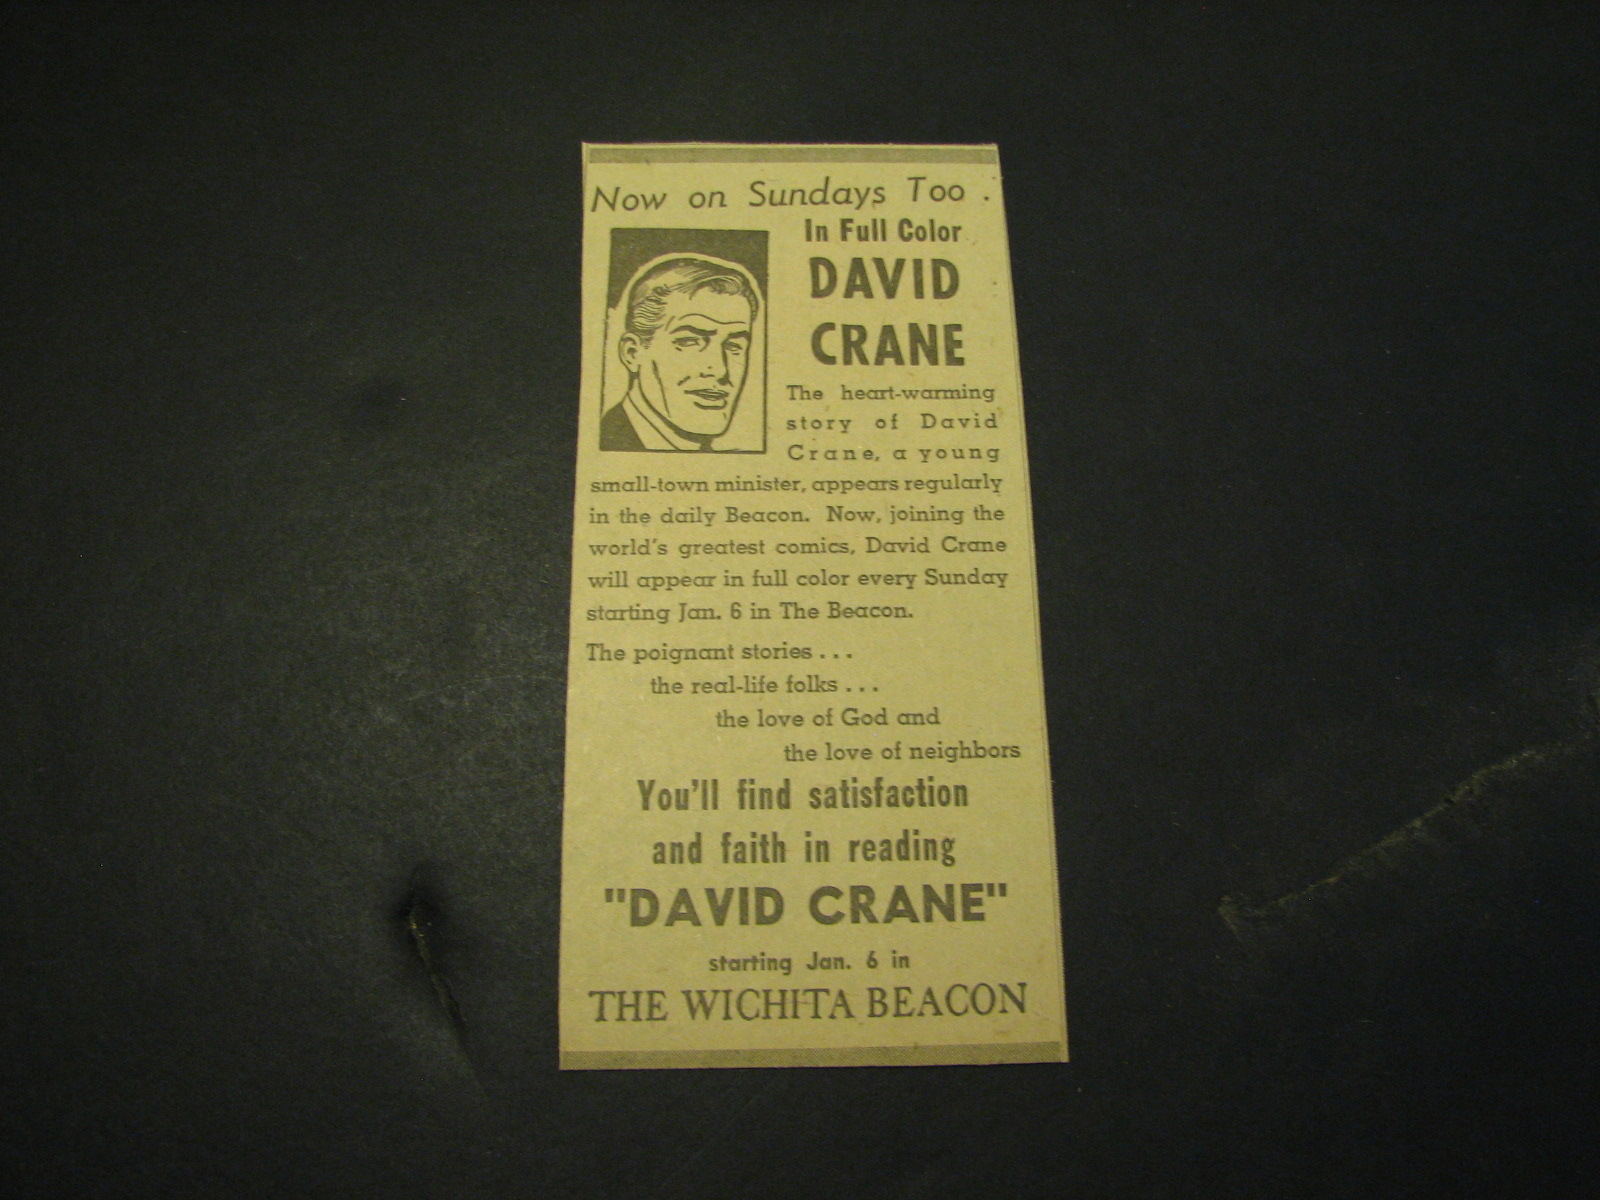 Now on Sundays Too .
In Full Color
DAVID
CRANE
The heart-warming
story of David
Crane, a young
small-town minister, appears regularly
in the daily Beacon. Now, joining the
world's greatest comics, David Crane
will appear in full color every Sunday
starting Jan. 6 in The Beacon.
The poignant stories . . .
the real-life folks . . .
the love of God and
the love of neighbors
You'll find satisfaction
and faith in reading
"DAVID CRANE"
starting Jan. 6 in
THE WICHITA BEACON